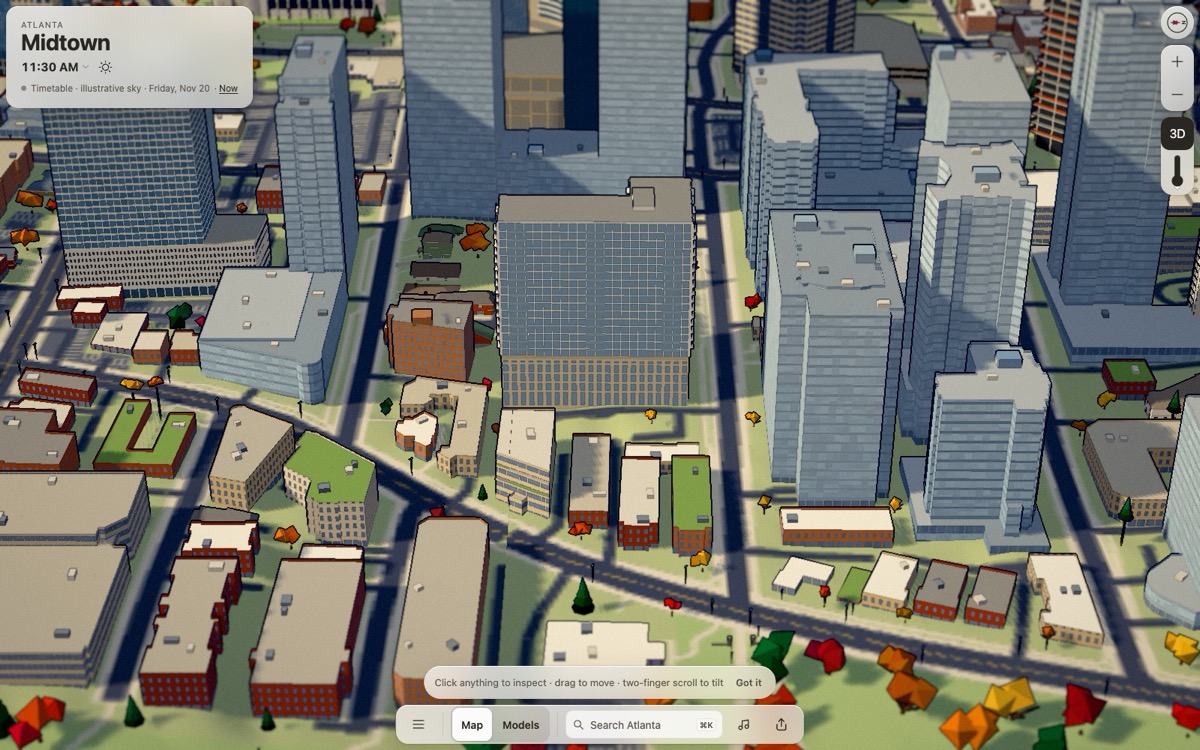 ATLANTA
Midtown
11:30 AM
Timetable · illustrative sky · Friday, Nov 20 · Now
3D
Click anything to inspect · drag to move · two-finger scroll to tilt Got it
Map Models Search Atlanta ⌘K